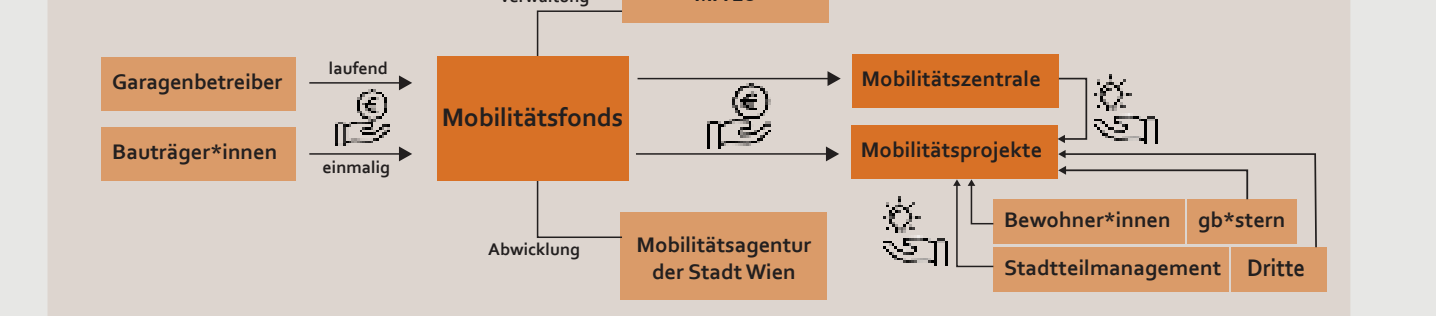 Garagenbetreiber
laufend
Bauträger*innen
einmalig
Mobilitätsfonds
€
€
Mobilitätszentrale
Mobilitätsprojekte
Bewohner*innen
gb*stern
Stadtteilmanagement
Dritte
Abwicklung
Mobilitätsagentur
der Stadt Wien